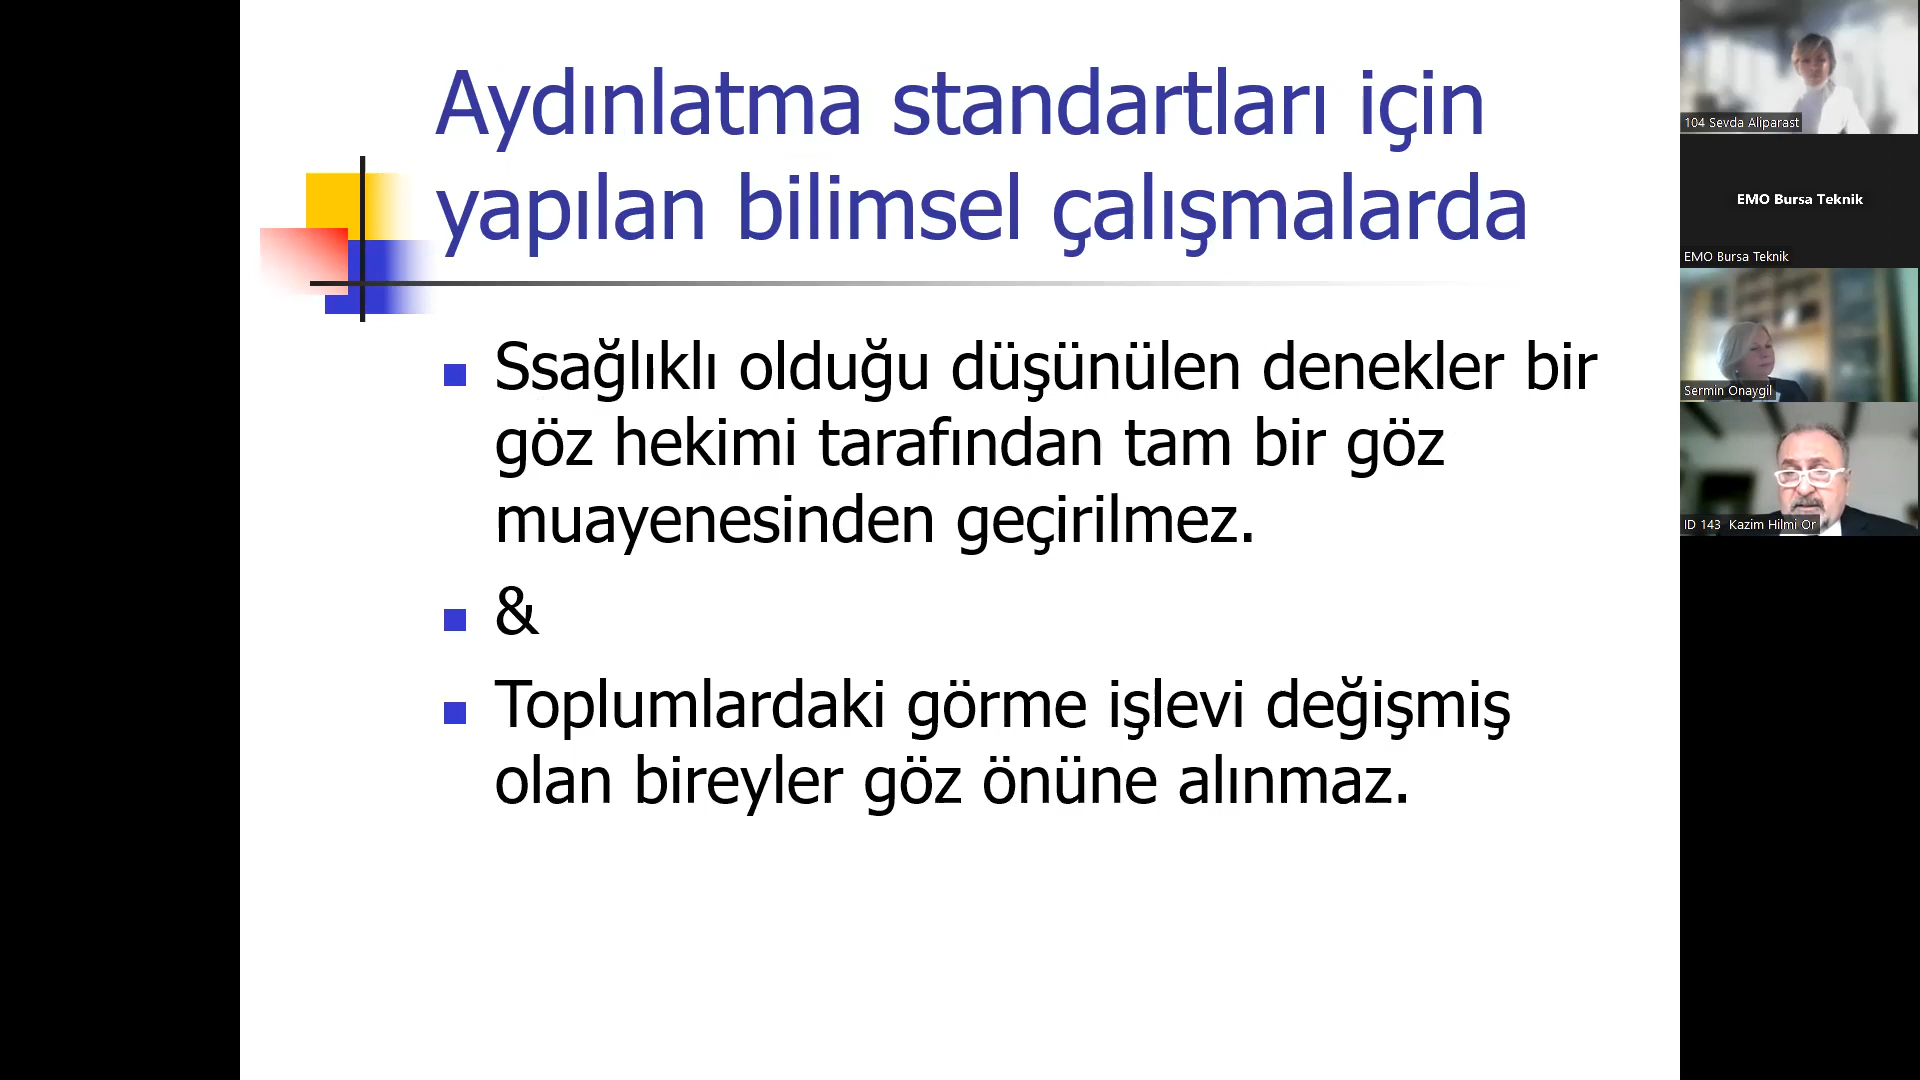 Aydınlatma standartları için
yapılan bilimsel çalışmalarda
Ssağlıklı olduğu düşünülen denekler bir
göz hekimi tarafından tam bir göz
muayenesinden geçirilmez.
&
Toplumlardaki görme işlevi değişmiş
olan bireyler göz önüne alınmaz.
104 Sevda Aliparast
EMO Bursa Teknik
EMO Bursa Teknik
Sermin Onaygil
ID 143 Kazim Hilmi Or